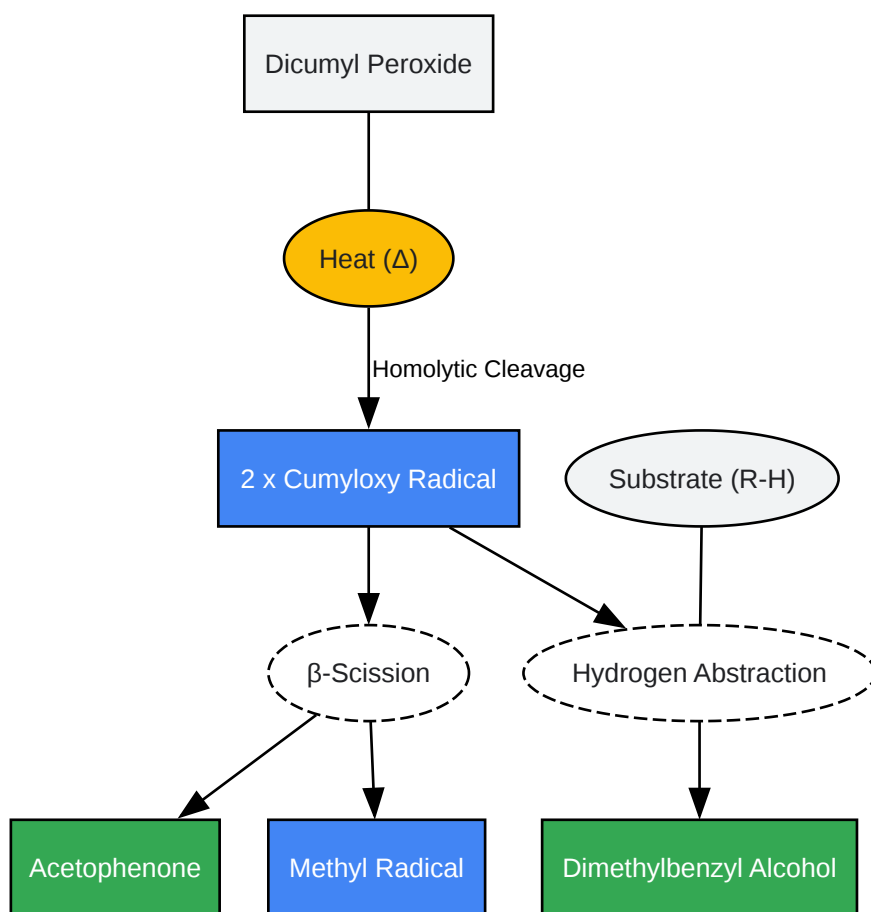 Dicumyl Peroxide
Heat (Δ)
Homolytic Cleavage
2 x Cumyloxy Radical
Substrate (R-H)
β-Scission
Hydrogen Abstraction
Acetophenone
Methyl Radical
Dimethylbenzyl Alcohol